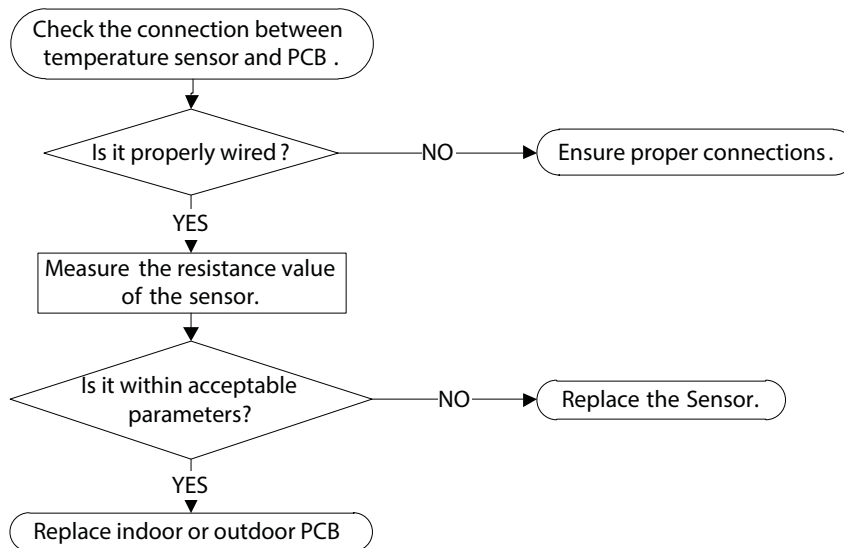 Check the connection between
temperature sensor and PCB .
Is it properly wired ?
NO
Ensure proper connections .
YES
Measure the resistance value
of the sensor.
Is it within acceptable
parameters?
NO
Replace the Sensor.
YES
Replace indoor or outdoor PCB